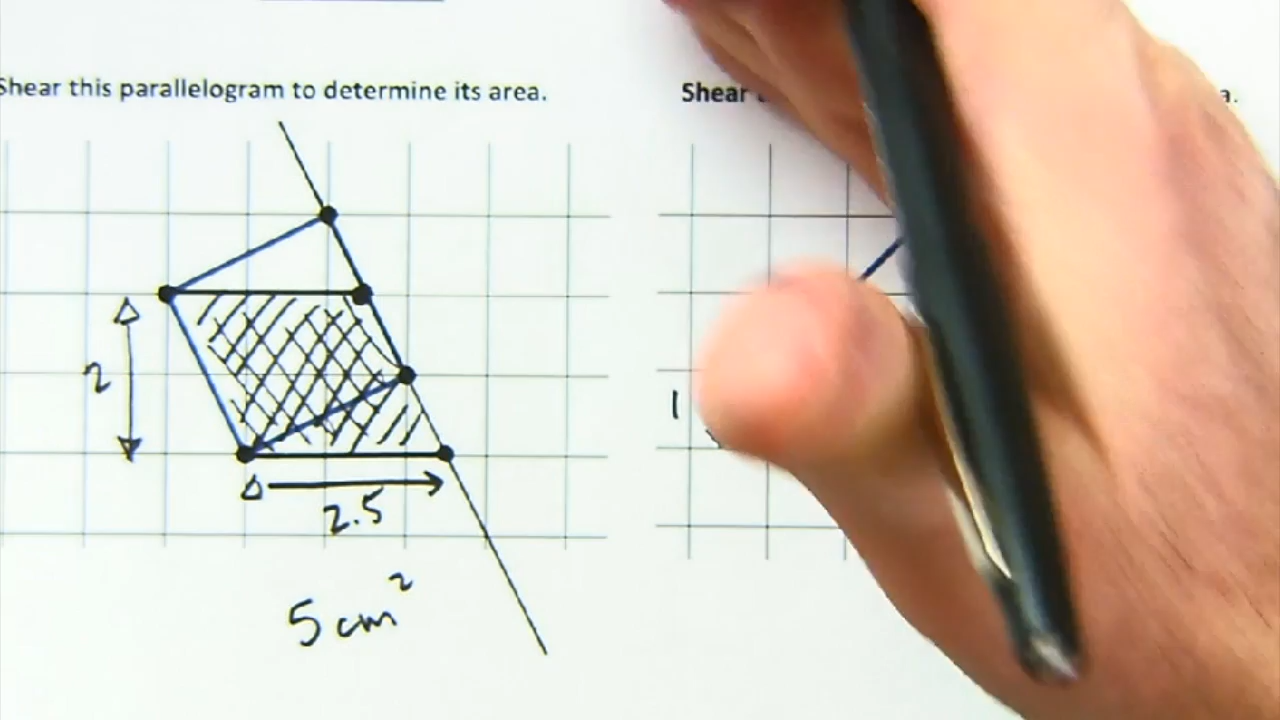 Shear this parallelogram to determine its area.
Shear
a.
2
2.5
5 cm²
1